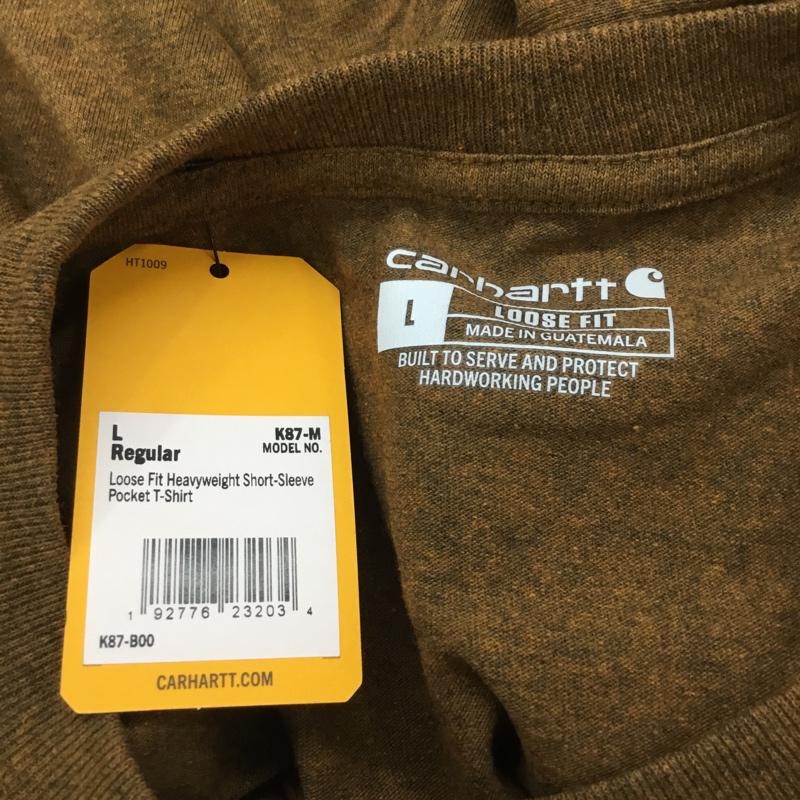 HT1009
L
Regular
K87-M
MODEL NO.
Loose Fit Heavyweight Short-Sleeve
Pocket T-Shirt
1 92776 23203 4
K87-B00
CARHARTT.COM
carhartt
L
LOOSE FIT
MADE IN GUATEMALA
BUILT TO SERVE AND PROTECT
HARDWORKING PEOPLE